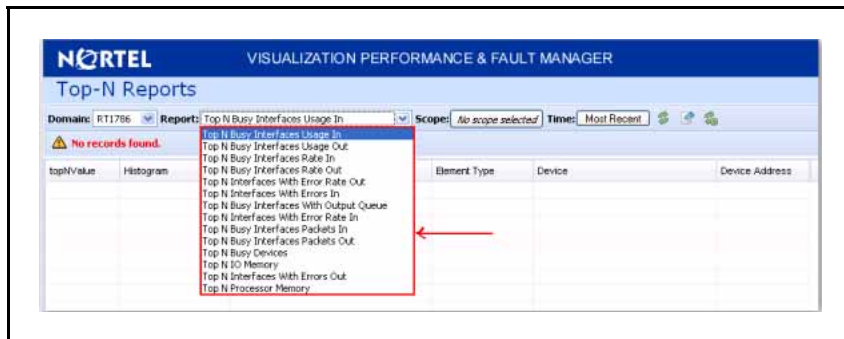 NORTEL VISUALIZATION PERFORMANCE & FAULT MANAGER
Top-N Reports
Domain: RT1786 Report: Top N Busy Interfaces Usage In Scope: No scope selected Time: Most Recent
No records found.
topNValue Histogram Element Type Device Device Address
Top N Busy Interfaces Usage In
Top N Busy Interfaces Usage Out
Top N Busy Interfaces Rate In
Top N Busy Interfaces Rate Out
Top N Interfaces With Error Rate Out
Top N Interfaces With Errors In
Top N Busy Interfaces With Output Queue
Top N Interfaces With Error Rate In
Top N Busy Interfaces Packets In
Top N Busy Interfaces Packets Out
Top N Busy Devices
Top N IO Memory
Top N Interfaces With Errors Out
Top N Processor Memory